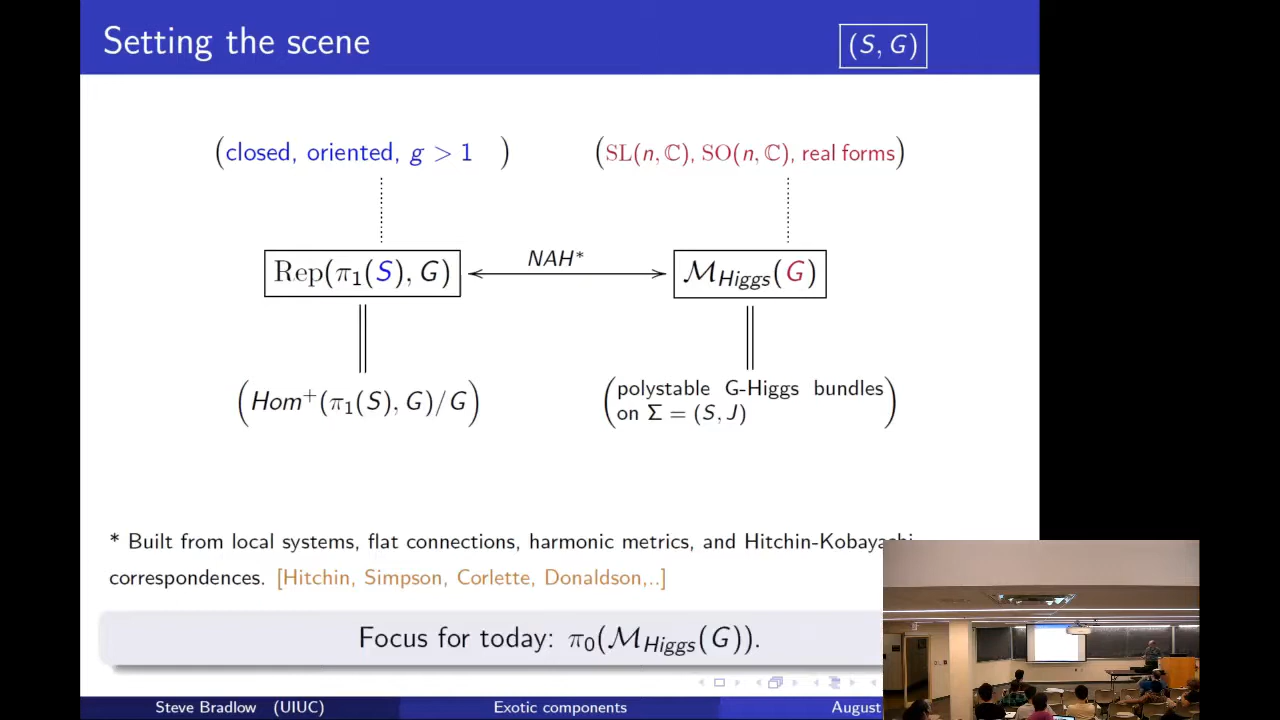 Setting the scene
(S, G)
(closed, oriented, g > 1 )
(SL(n, ℂ), SO(n, ℂ), real forms)
Rep(π₁(S), G)
NAH*
𝓜_Higgs(G)
(Hom⁺(π₁(S), G)/G)
(polystable G-Higgs bundles
on Σ = (S, J))
* Built from local systems, flat connections, harmonic metrics, and Hitchin-Kobayashi
correspondences. [Hitchin, Simpson, Corlette, Donaldson,..]
Focus for today: π₀(𝓜_Higgs(G)).
Steve Bradlow (UIUC)
Exotic components
August